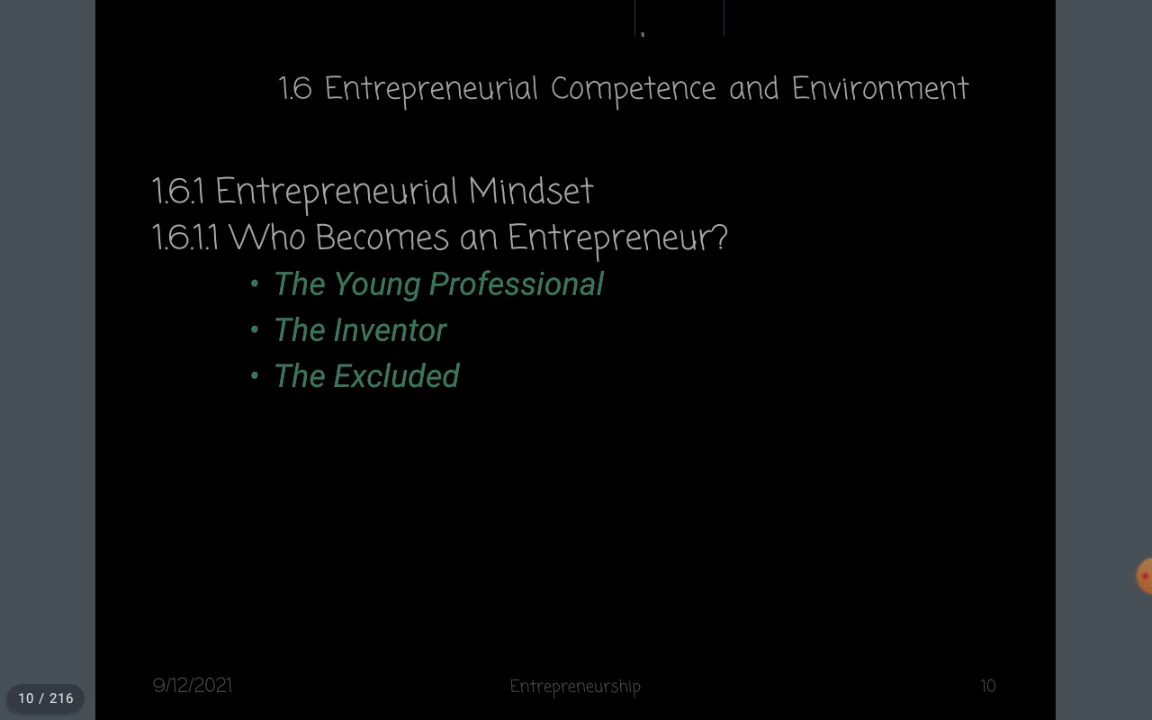 1.6 Entrepreneurial Competence and Environment
1.6.1 Entrepreneurial Mindset
1.6.1.1 Who Becomes an Entrepreneur?
• The Young Professional
• The Inventor
• The Excluded
9/12/2021
Entrepreneurship
10
10 / 216